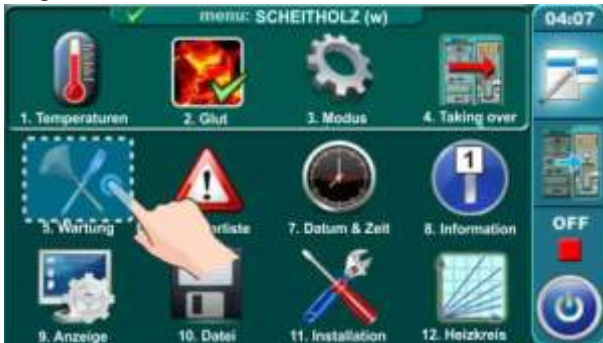 menu: SCHEITHOLZ (w)
04:07
1. Temperaturen
2. Glut
3. Modus
4. Taking over
5. Wartung
rliste
7. Datum & Zeit
8. Information
1
OFF
9. Anzeige
10. Datei
11. Installation
12. Heizkreis